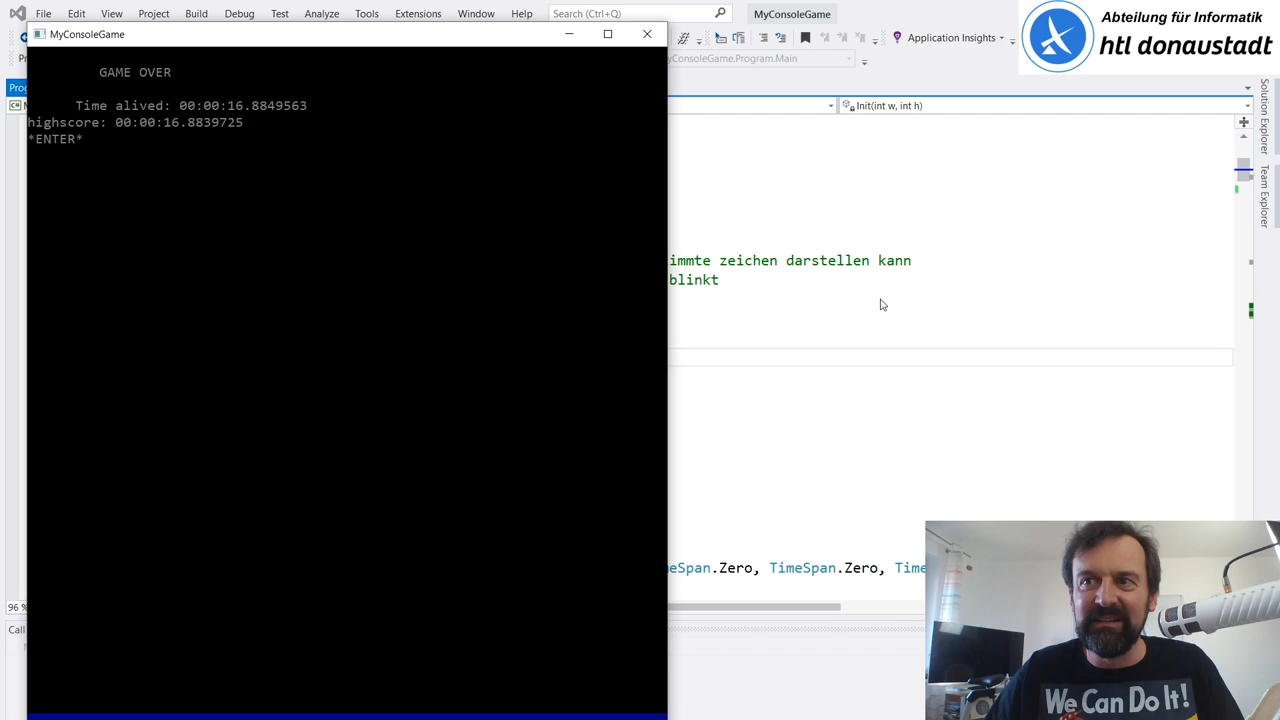 File Edit View Project Build Debug Test Analyze Tools Extensions Window Help Search (Ctrl+Q) MyConsoleGame
Abteilung für Informatik
htl donaustadt
MyConsoleGame
Application Insights
MyConsoleGame.Program.Main
Init(int w, int h)
GAME OVER
Time alived: 00:00:16.8849563
highscore: 00:00:16.8839725
*ENTER*
Solution Explorer
Team Explorer
immte zeichen darstellen kann
blinkt
eSpan.Zero, TimeSpan.Zero, Time
96 %
Call
We Can Do It!